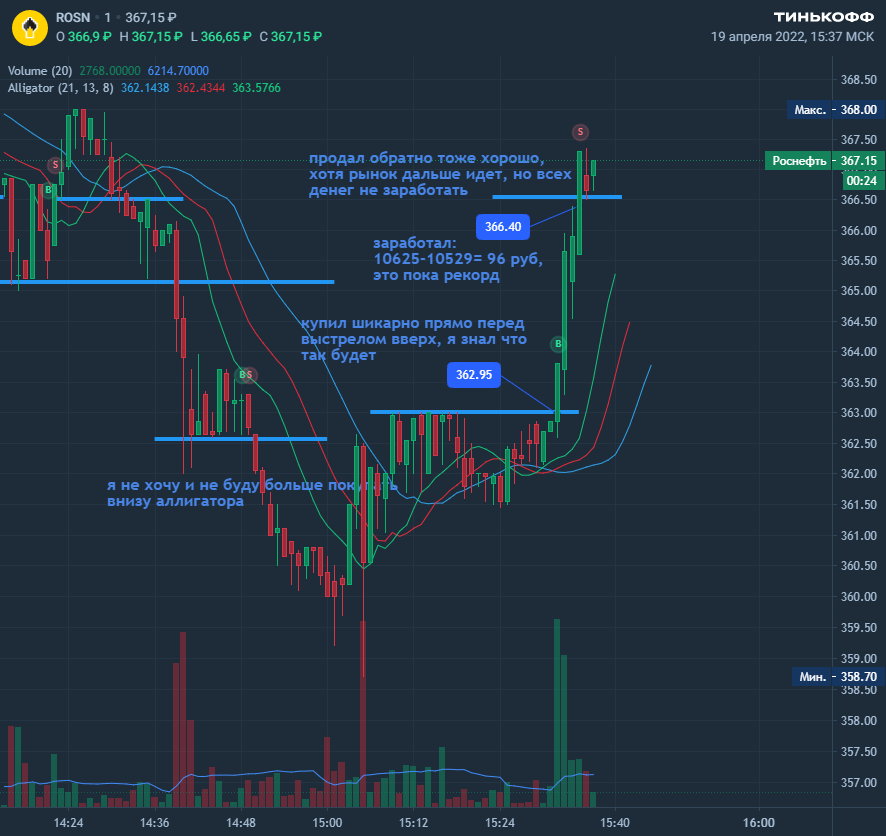 ROSN · 1 · 367,15 ₽
ТИНЬКОФФ
O 366,9 ₽ H 367,15 ₽ L 366,65 ₽ C 367,15 ₽
19 апреля 2022, 15:37 МСК
Volume (20) 2768.00000 6214.70000
Alligator (21, 13, 8) 362.1438 362.4344 363.5766
368.50
Макс. - 368.00
367.50
S
продал обратно тоже хорошо,
хотя рынок дальше идет, но всех
денег не заработать
Роснефть - 367.15
00:24
S
B
366.50
366.40
366.00
заработал:
10625-10529= 96 руб,
это пока рекорд
365.50
365.00
364.50
купил шикарно прямо перед
выстрелом вверх, я знал что
так будет
B
364.00
BS
362.95
363.50
363.00
362.50
362.00
я не хочу и не буду больше покупать
внизу аллигатора
361.50
361.00
360.50
360.00
359.50
359.00
Мин. - 358.70
358.50
358.00
357.50
357.00
14:24
14:36
14:48
15:00
15:12
15:24
15:40
16:00